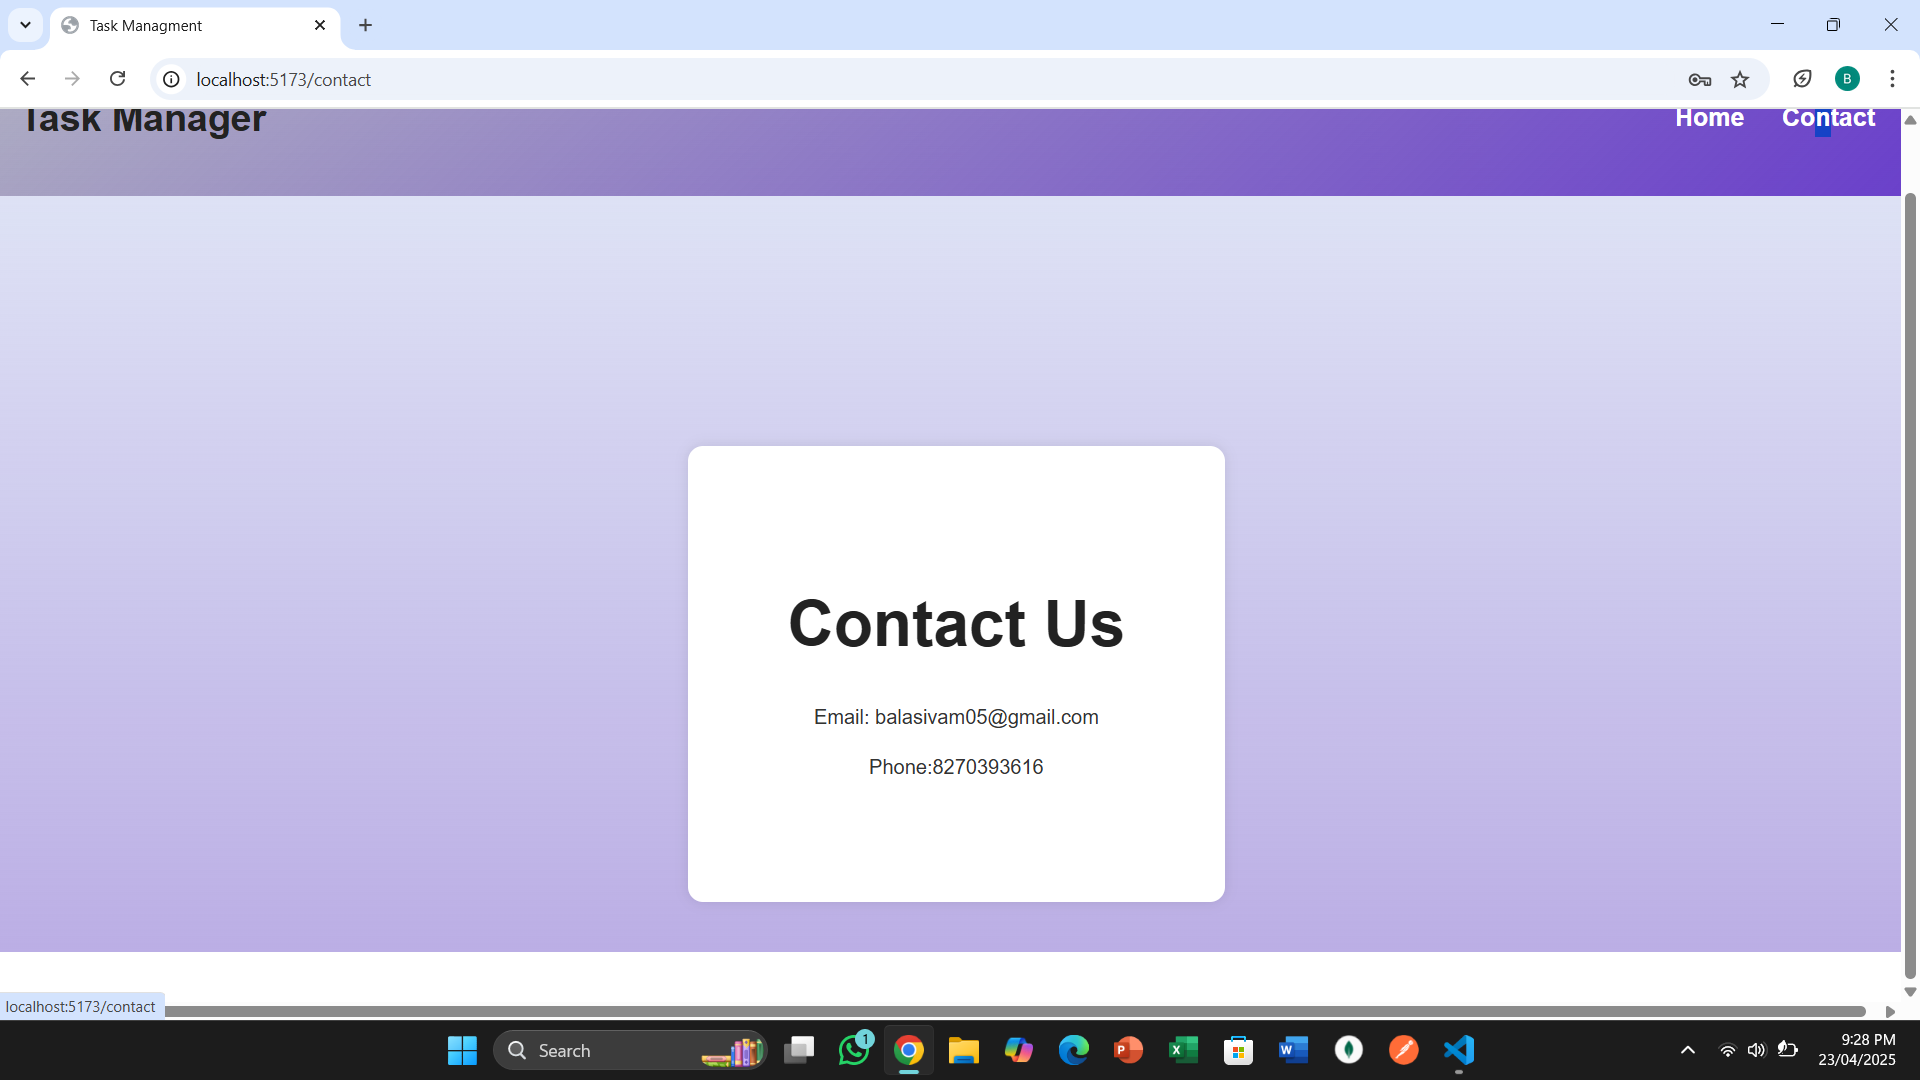 Task Managment
localhost:5173/contact
B
Task Manager
Home
Contact
Contact Us
Email: balasivam05@gmail.com
Phone:8270393616
localhost:5173/contact
Search
1
P
X
W
9:28 PM
23/04/2025